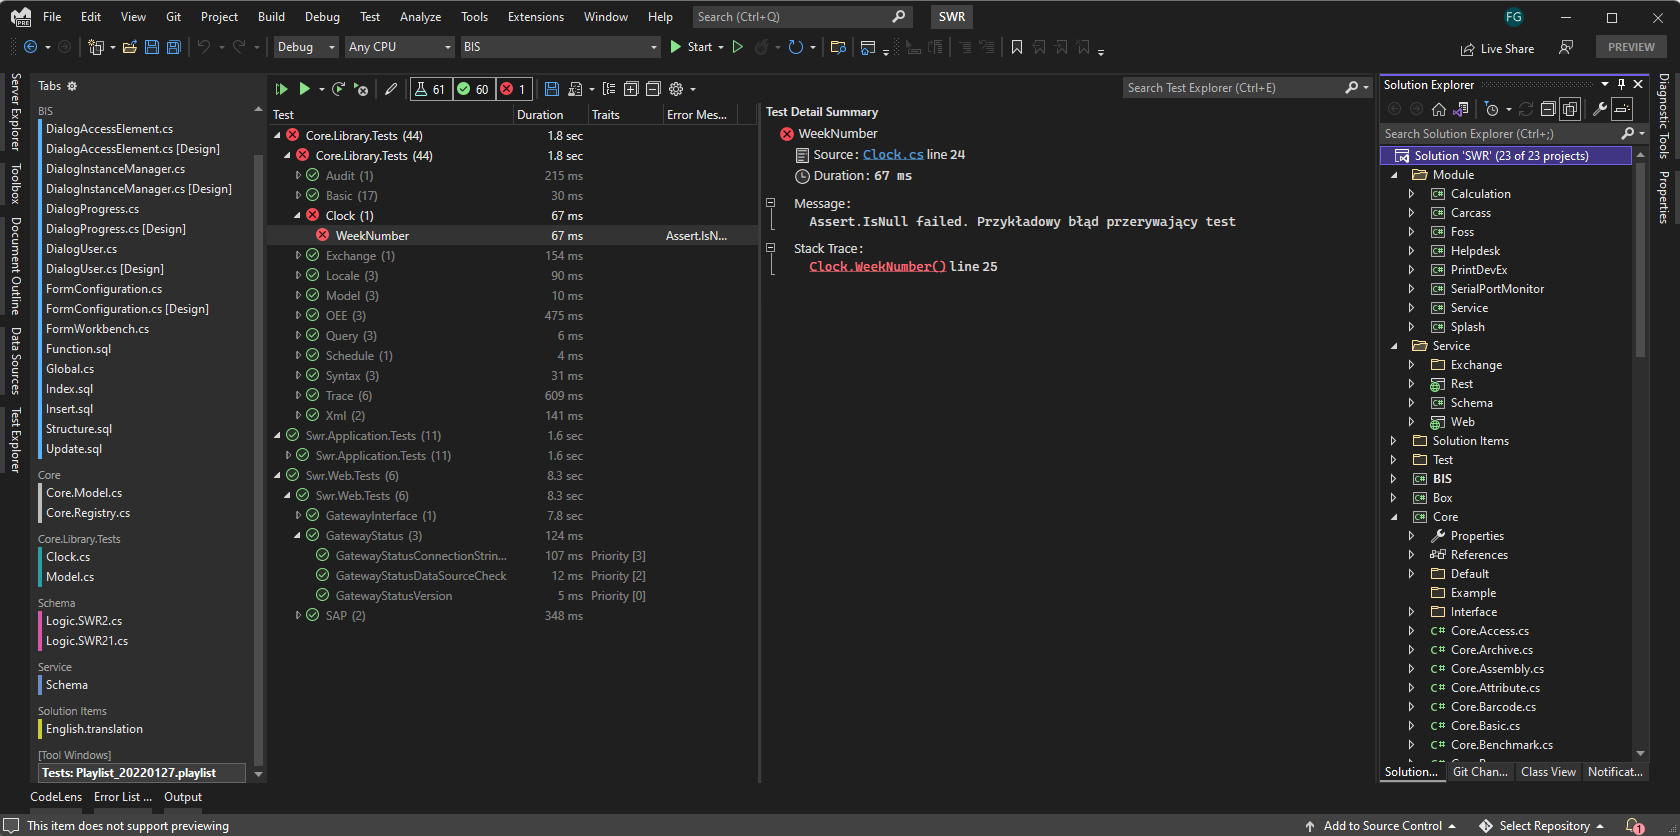 PRE
File Edit View Git Project Build Debug Test Analyze Tools Extensions Window Help Search (Ctrl+Q) SWR FG
Debug Any CPU BIS Start Live Share PREVIEW
Server Explorer
Toolbox
Document Outline
Data Sources
Test Explorer
Tabs
BIS
DialogAccessElement.cs
DialogAccessElement.cs [Design]
DialogInstanceManager.cs
DialogInstanceManager.cs [Design]
DialogProgress.cs
DialogProgress.cs [Design]
DialogUser.cs
DialogUser.cs [Design]
FormConfiguration.cs
FormConfiguration.cs [Design]
FormWorkbench.cs
Function.sql
Global.cs
Index.sql
Insert.sql
Structure.sql
Update.sql
Core
Core.Model.cs
Core.Registry.cs
Core.Library.Tests
Clock.cs
Model.cs
Schema
Logic.SWR2.cs
Logic.SWR21.cs
Service
Schema
Solution Items
English.translation
[Tool Windows]
Tests: Playlist_20220127.playlist
61 60 1
Test Duration Traits Error Mes...
Core.Library.Tests (44) 1.8 sec
Core.Library.Tests (44) 1.8 sec
Audit (1) 215 ms
Basic (17) 30 ms
Clock (1) 67 ms
WeekNumber 67 ms Assert.IsN...
Exchange (1) 154 ms
Locale (3) 90 ms
Model (3) 10 ms
OEE (3) 475 ms
Query (3) 6 ms
Schedule (1) 4 ms
Syntax (3) 31 ms
Trace (6) 609 ms
Xml (2) 141 ms
Swr.Application.Tests (11) 1.6 sec
Swr.Application.Tests (11) 1.6 sec
Swr.Web.Tests (6) 8.3 sec
Swr.Web.Tests (6) 8.3 sec
GatewayInterface (1) 7.8 sec
GatewayStatus (3) 124 ms
GatewayStatusConnectionStrin... 107 ms Priority [3]
GatewayStatusDataSourceCheck 12 ms Priority [2]
GatewayStatusVersion 5 ms Priority [0]
SAP (2) 348 ms
Search Test Explorer (Ctrl+E)
Test Detail Summary
WeekNumber
Source: Clock.cs line 24
Duration: 67 ms
Message:
Assert.IsNull failed. Przykładowy błąd przerywający test
Stack Trace:
Clock.WeekNumber() line 25
Solution Explorer
Search Solution Explorer (Ctrl+;)
Solution 'SWR' (23 of 23 projects)
Module
Calculation
Carcass
Foss
Helpdesk
PrintDevEx
SerialPortMonitor
Service
Splash
Service
Exchange
Rest
Schema
Web
Solution Items
Test
BIS
Box
Core
Properties
References
Default
Example
Interface
C# Core.Access.cs
C# Core.Archive.cs
C# Core.Assembly.cs
C# Core.Attribute.cs
C# Core.Barcode.cs
C# Core.Basic.cs
C# Core.Benchmark.cs
Solution... Git Chan... Class View Notificat...
Diagnostic Tools
Properties
CodeLens Error List ... Output
This item does not support previewing Add to Source Control Select Repository 1